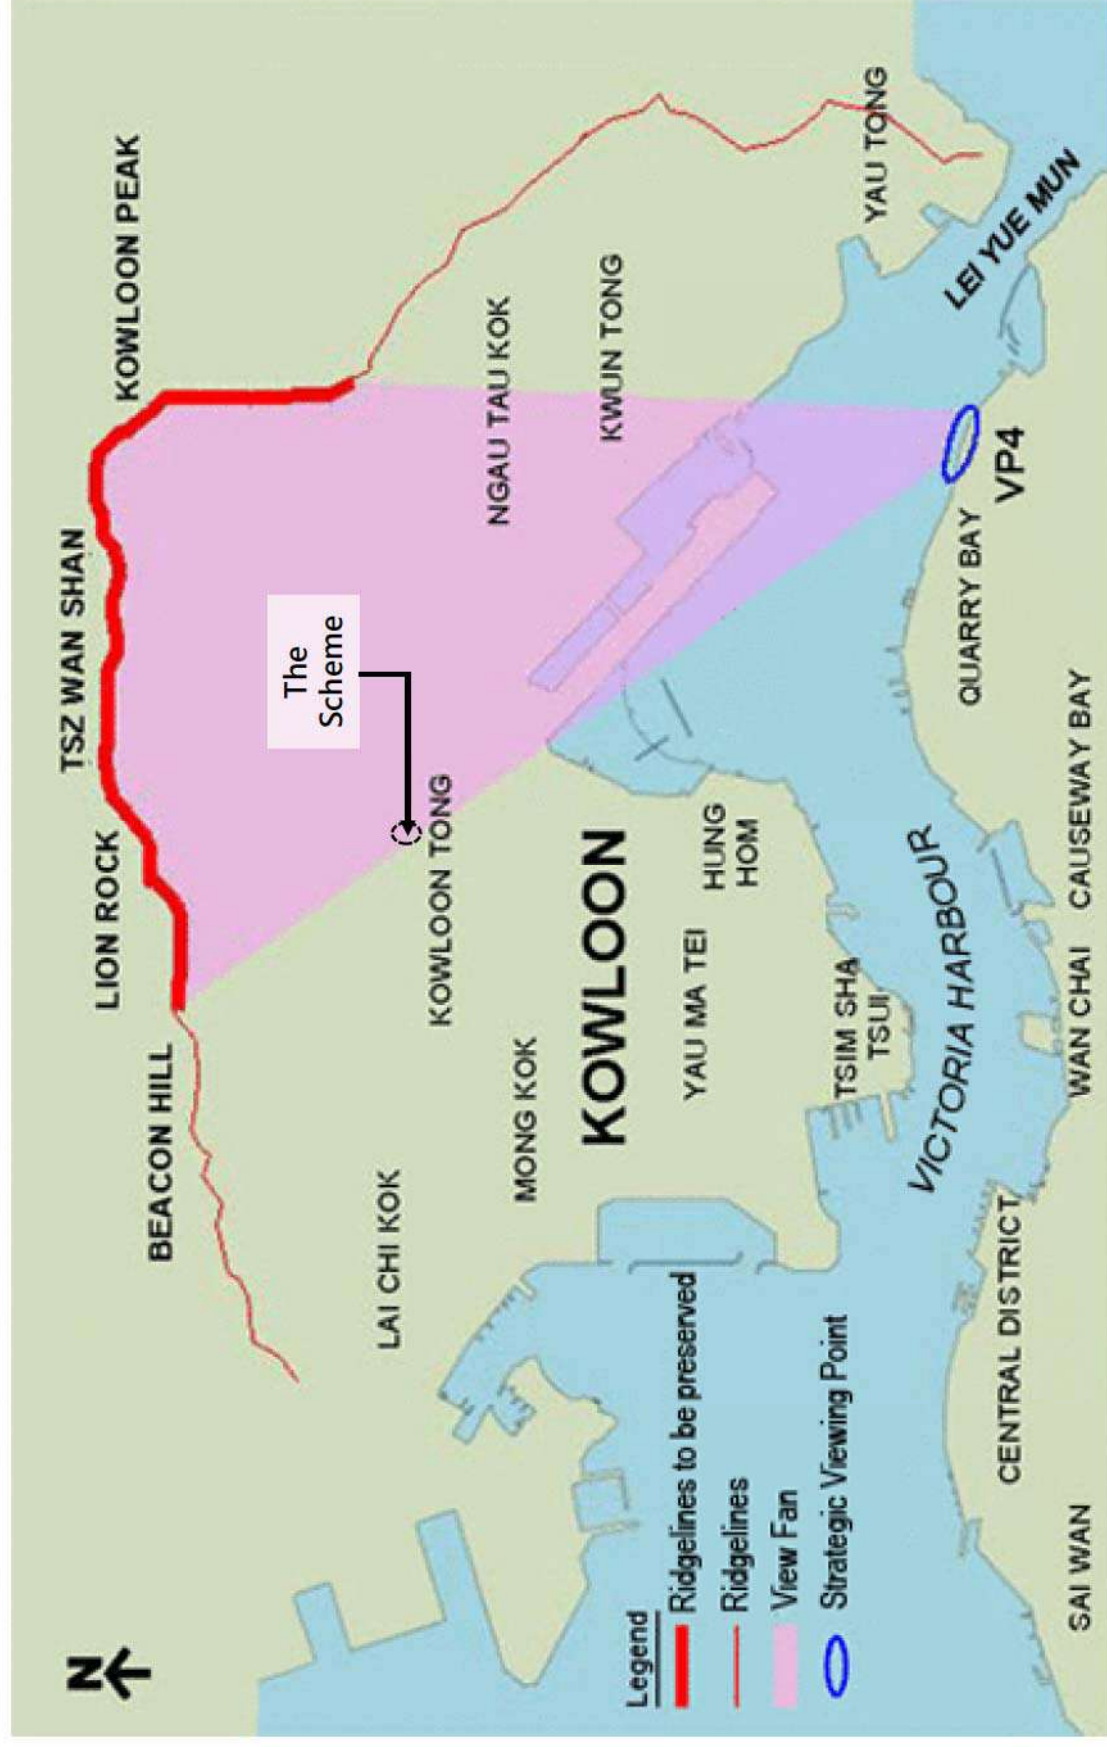 N
BEACON HILL
LION ROCK
TSZ WAN SHAN
KOWLOON PEAK
The
Scheme
LAI CHI KOK
KOWLOON TONG
MONG KOK
NGAU TAU KOK
KOWLOON
KWUN TONG
YAU MA TEI
HUNG
HOM
TSIM SHA
TSUI
YAU TONG
VICTORIA HARBOUR
LEI YUE MUN
QUARRY BAY
VP4
CENTRAL DISTRICT
SAI WAN
WAN CHAI
CAUSEWAY BAY
Legend
Ridgelines to be preserved
Ridgelines
View Fan
Strategic Viewing Point